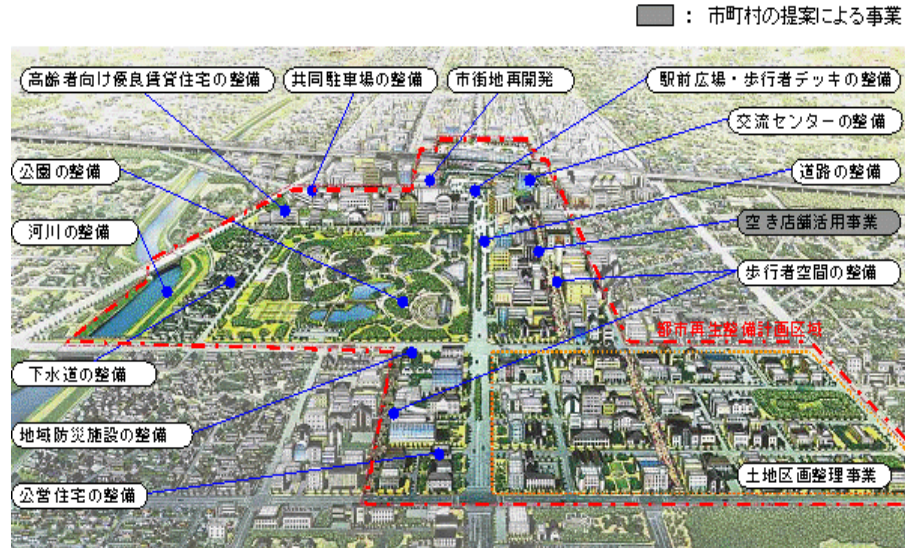 ： 市町村の提案による事業
高齢者向け優良賃貸住宅の整備
共同駐車場の整備
市街地再開発
駅前広場・歩行者デッキの整備
交流センターの整備
公園の整備
道路の整備
空き店舗活用事業
河川の整備
歩行者空間の整備
都市再生整備計画区域
下水道の整備
地域防災施設の整備
土地区画整理事業
公営住宅の整備